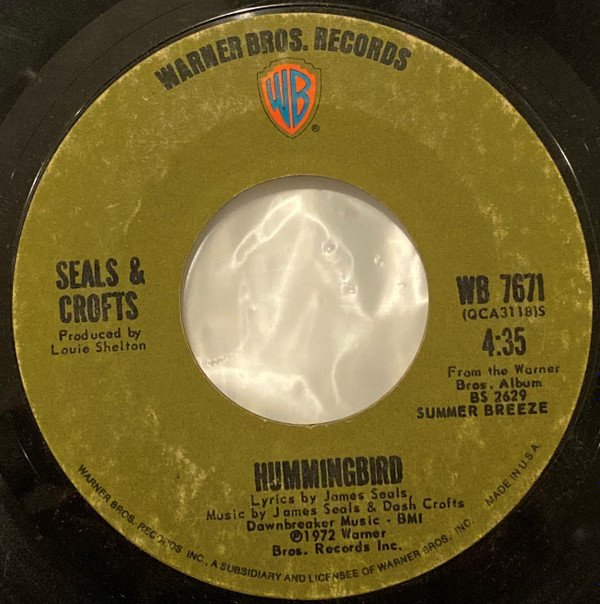 WARNER BROS. RECORDS
WB
®
SEALS &
CROFTS
Produced by
Louie Shelton
WB 7671
(QCA3118)S
4:35
From the Warner
Bros. Album
BS 2629
SUMMER BREEZE
HUMMINGBIRD
Lyrics by James Seals,
Music by James Seals & Dash Crofts
Dawnbreaker Music - BMI
℗1972 Warner
Bros. Records Inc.
WARNER BROS. RECORDS INC., A SUBSIDIARY AND LICENSEE OF WARNER BROS. INC. MADE IN U.S.A.